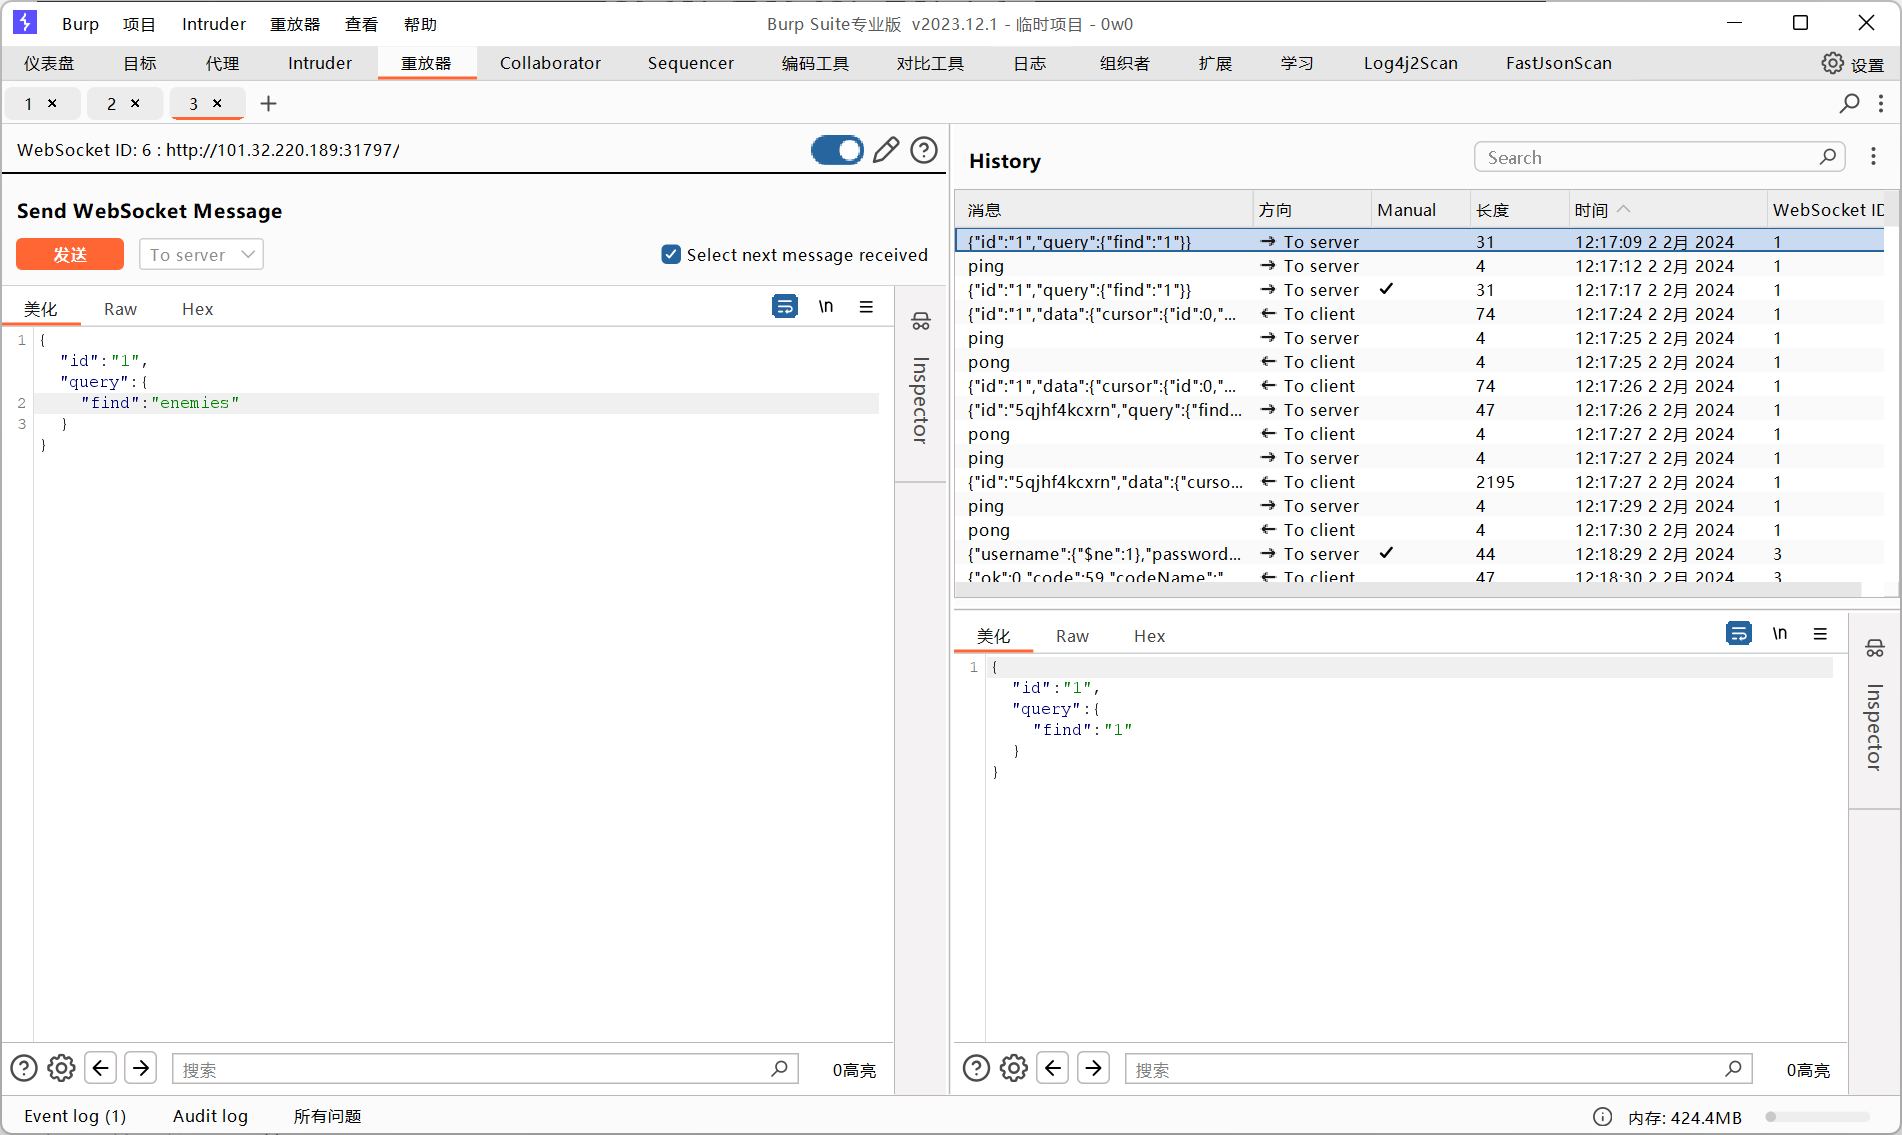 Burp 项目 Intruder 重放器 查看 帮助 Burp Suite专业版 v2023.12.1 - 临时项目 - 0w0
仪表盘 目标 代理 Intruder 重放器 Collaborator Sequencer 编码工具 对比工具 日志 组织者 扩展 学习 Log4j2Scan FastJsonScan 设置
1 × 2 × 3 × +
WebSocket ID: 6 : http://101.32.220.189:31797/
Send WebSocket Message
发送 To server Select next message received
美化 Raw Hex \n
1 {
"id":"1",
"query":{
2 "find":"enemies"
3 }
}
Inspector
搜索 0高亮
History
Search
消息 方向 Manual 长度 时间 WebSocket ID
{"id":"1","query":{"find":"1"}} → To server 31 12:17:09 2 2月 2024 1
ping → To server 4 12:17:12 2 2月 2024 1
{"id":"1","query":{"find":"1"}} → To server ✓ 31 12:17:17 2 2月 2024 1
{"id":"1","data":{"cursor":{"id":0,"... ← To client 74 12:17:24 2 2月 2024 1
ping → To server 4 12:17:25 2 2月 2024 1
pong ← To client 4 12:17:25 2 2月 2024 1
{"id":"1","data":{"cursor":{"id":0,"... ← To client 74 12:17:26 2 2月 2024 1
{"id":"5qjhf4kcxrn","query":{"find... → To server 47 12:17:26 2 2月 2024 1
pong ← To client 4 12:17:27 2 2月 2024 1
ping → To server 4 12:17:27 2 2月 2024 1
{"id":"5qjhf4kcxrn","data":{"curso... ← To client 2195 12:17:27 2 2月 2024 1
ping → To server 4 12:17:29 2 2月 2024 1
pong ← To client 4 12:17:30 2 2月 2024 1
{"username":{"$ne":1},"password... → To server ✓ 44 12:18:29 2 2月 2024 3
{"ok":0,"code":59,"codeName":" ← To client 47 12:18:30 2 2月 2024 3
美化 Raw Hex \n
1 {
"id":"1",
"query":{
"find":"1"
}
}
Inspector
搜索 0高亮
Event log (1) Audit log 所有问题 内存: 424.4MB